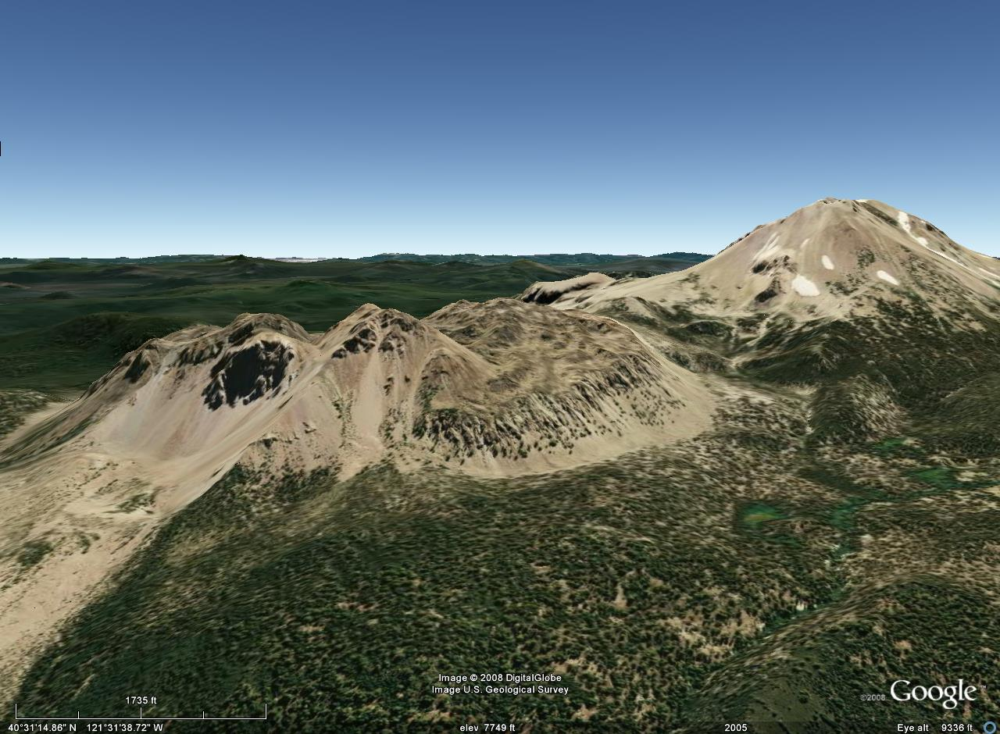 1735 ft
Image © 2008 DigitalGlobe
Image U.S. Geological Survey
©2008 Google™
40°31'14.86" N 121°31'38.72" W elev 7749 ft 2005 Eye alt 9336 ft